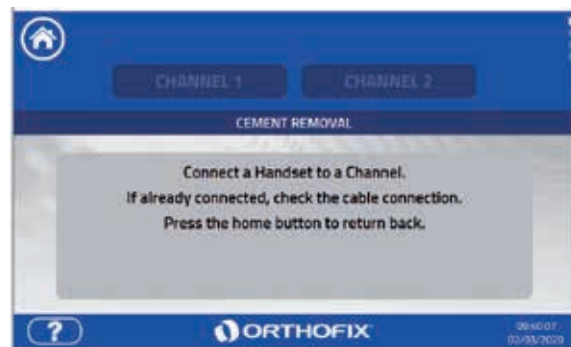 CHANNEL 1
CHANNEL 2
CEMENT REMOVAL
Connect a Handset to a Channel.
If already connected, check the cable connection.
Press the home button to return back.
?
ORTHOFIX